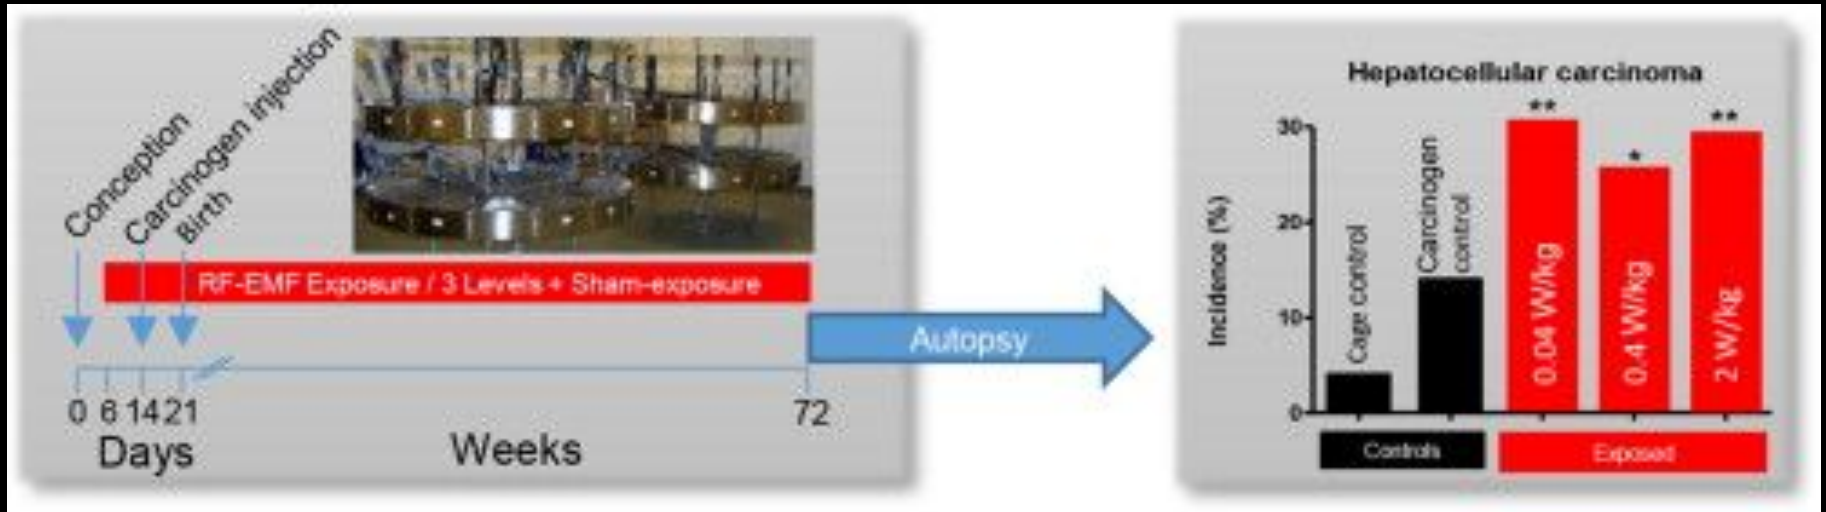 Conception
Carcinogen injection
Birth
RF-EMF Exposure / 3 Levels + Sham-exposure
0 6 14 21
72
Days
Weeks
Autopsy
Hepatocellular carcinoma
Incidence (%)
30
20
10
0
Cage control
Carcinogen
control
**
0.04 W/kg
*
0.4 W/kg
**
2 W/kg
Controls
Exposed